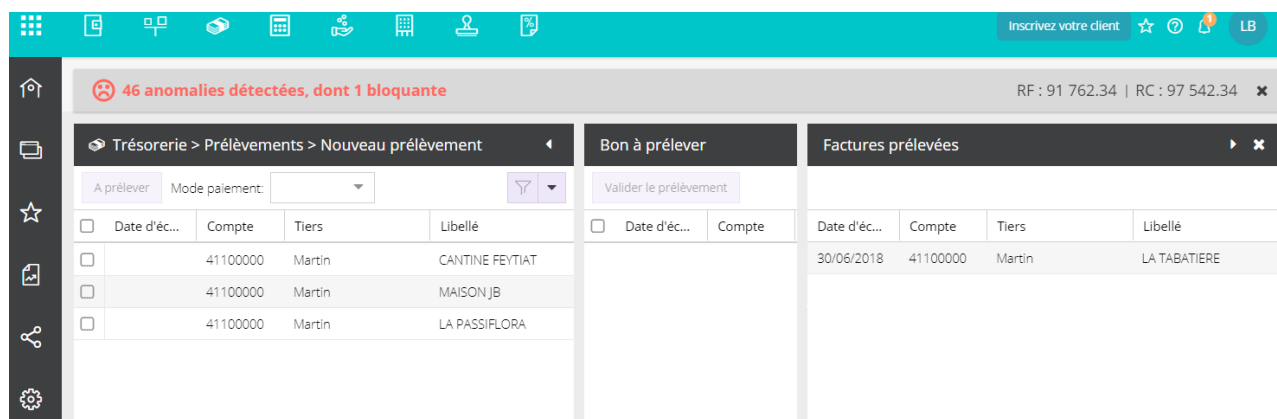 Inscrivez votre client 1 LB
46 anomalies détectées, dont 1 bloquante RF : 91 762.34 | RC : 97 542.34
Trésorerie > Prélèvements > Nouveau prélèvement
A prélever Mode paiement:
Date d'éc... Compte Tiers Libellé
41100000 Martin CANTINE FEYTIAT
41100000 Martin MAISON JB
41100000 Martin LA PASSIFLORA
Bon à prélever
Valider le prélèvement
Date d'éc... Compte
Factures prélevées
Date d'éc... Compte Tiers Libellé
30/06/2018 41100000 Martin LA TABATIERE